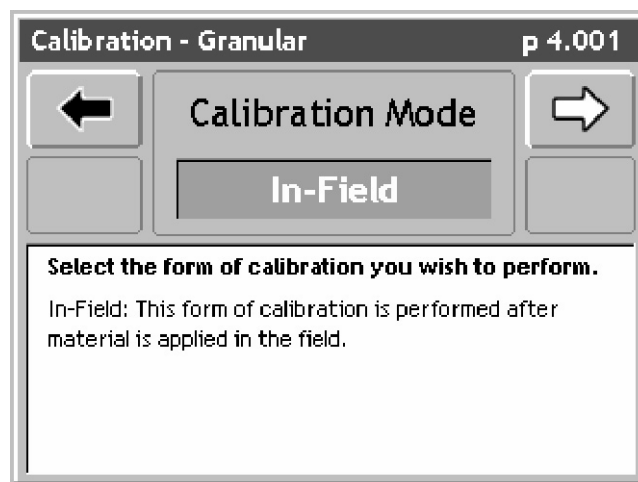 Calibration - Granular p 4.001
Calibration Mode
In-Field
Select the form of calibration you wish to perform.
In-Field: This form of calibration is performed after
material is applied in the field.